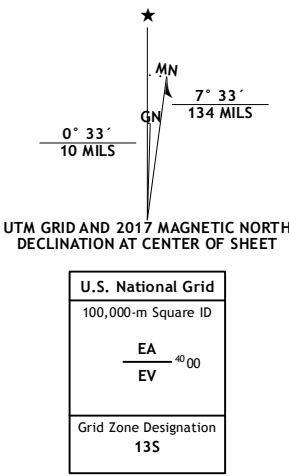 ★
MN
GN
7° 33´
134 MILS
0° 33´
10 MILS
UTM GRID AND 2017 MAGNETIC NORTH
DECLINATION AT CENTER OF SHEET
U.S. National Grid
100,000-m Square ID
EA
4000
EV
Grid Zone Designation
13S